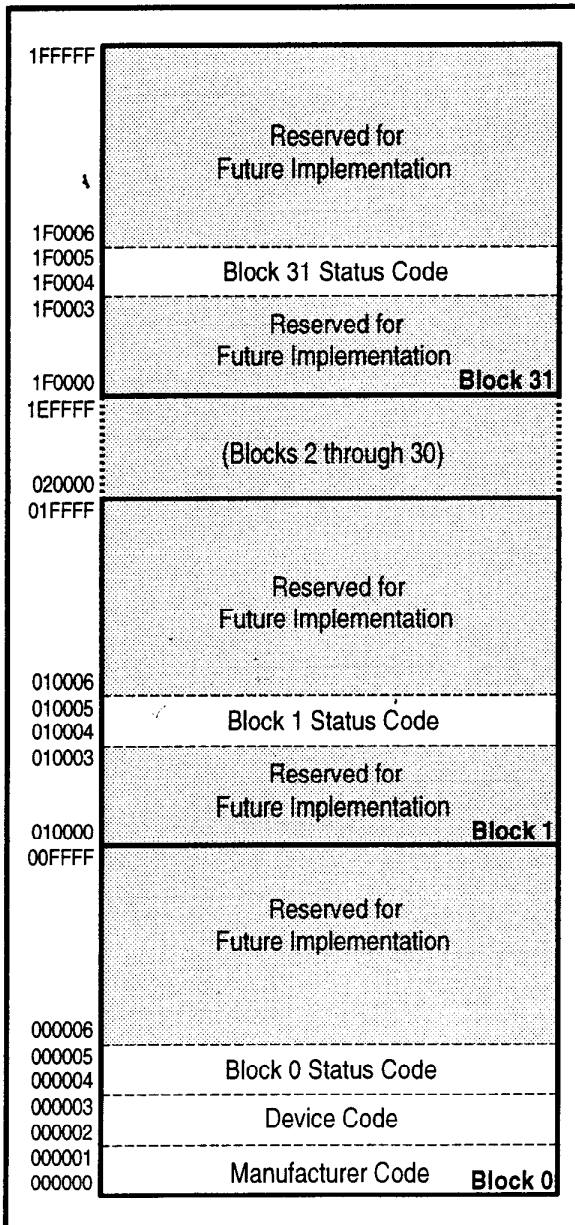 1FFFFF
Reserved for
Future Implementation
1F0006
1F0005
Block 31 Status Code
1F0004
1F0003
Reserved for
Future Implementation
1F0000
Block 31
1EFFFF
(Blocks 2 through 30)
020000
01FFFF
Reserved for
Future Implementation
010006
010005
Block 1 Status Code
010004
010003
Reserved for
Future Implementation
010000
Block 1
00FFFF
Reserved for
Future Implementation
000006
000005
Block 0 Status Code
000004
000003
Device Code
000002
000001
Manufacturer Code
000000
Block 0